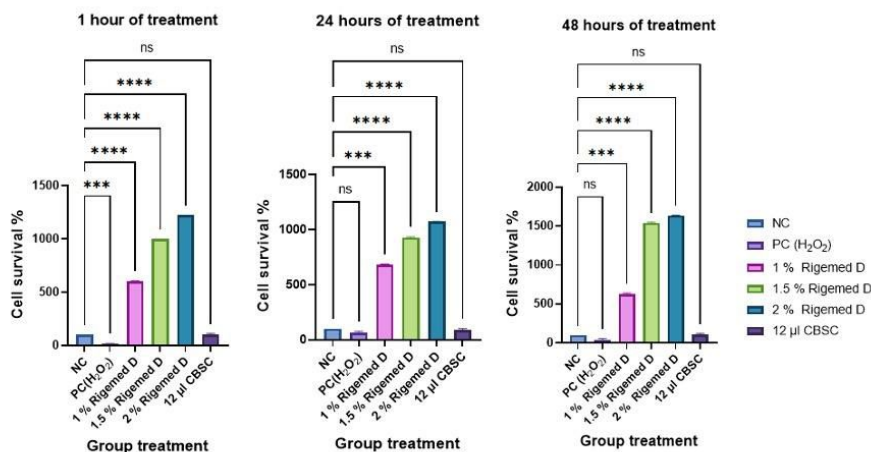 1 hour of treatment
ns
****
****
****
***
Cell survival %
1500
1000
500
0
NC
PC(H₂O₂)
1 % Rigemed D
1.5 % Rigemed D
2 % Rigemed D
12 µl CBSC
Group treatment
24 hours of treatment
ns
****
****
***
ns
Cell survival %
1500
1000
500
0
NC
PC(H₂O₂)
1 % Rigemed D
1.5 % Rigemed D
2 % Rigemed D
12 µl CBSC
Group treatment
48 hours of treatment
ns
****
****
***
ns
Cell survival %
2000
1500
1000
500
0
NC
PC (H₂O₂)
1 % Rigemed D
1.5 % Rigemed D
2 % Rigemed D
12 µl CBSC
Group treatment
NC
PC (H₂O₂)
1 % Rigemed D
1.5 % Rigemed D
2 % Rigemed D
12 µl CBSC